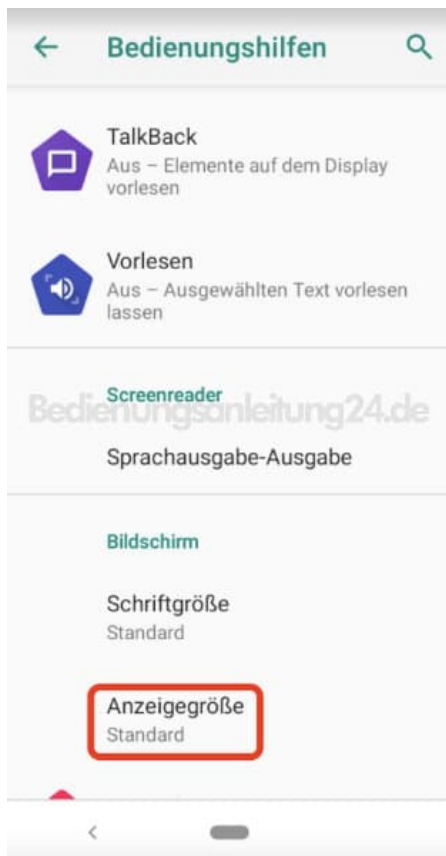 Bedienungshilfen
TalkBack
Aus – Elemente auf dem Display
vorlesen
Vorlesen
Aus – Ausgewählten Text vorlesen
lassen
Screenreader
Bedienungsanleitung24.de
Sprachausgabe-Ausgabe
Bildschirm
Schriftgröße
Standard
Anzeigegröße
Standard